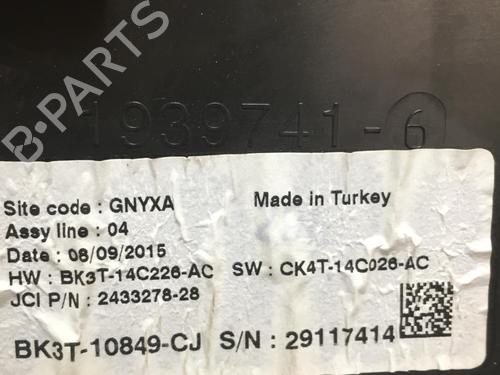 B-PARTS
1939741-6
Site code : GNYXA Made in Turkey
Assy line : 04
Date : 06/09/2015
HW : BK3T-14C226-AC SW : CK4T-14C026-AC
JCI P/N : 2433278-28
BK3T-10849-CJ S/N : 29117414